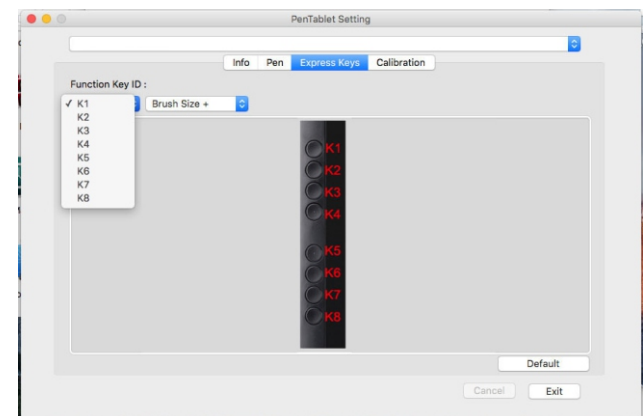 PenTablet Setting
Info Pen Express Keys Calibration
Function Key ID :
✓ K1 Brush Size +
K2
K3
K4
K5
K6
K7
K8
K1
K2
K3
K4
K5
K6
K7
K8
Default
Cancel Exit